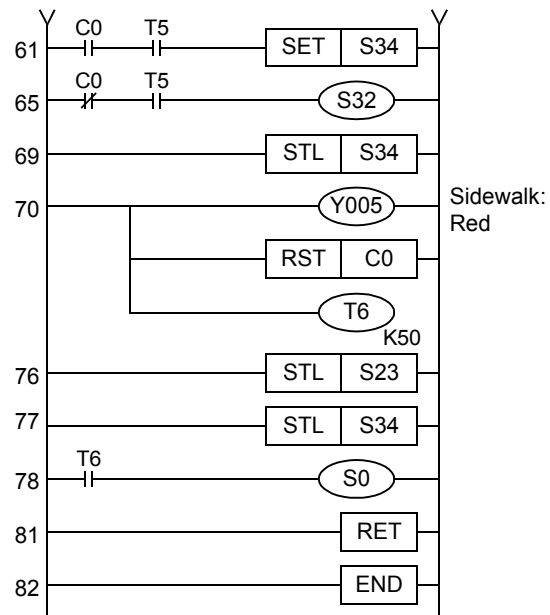 C0 T5
61 SET S34
C0 T5
65 S32
69 STL S34
70 Y005 Sidewalk:
Red
RST C0
T6
K50
76 STL S23
77 STL S34
T6
78 S0
81 RET
82 END